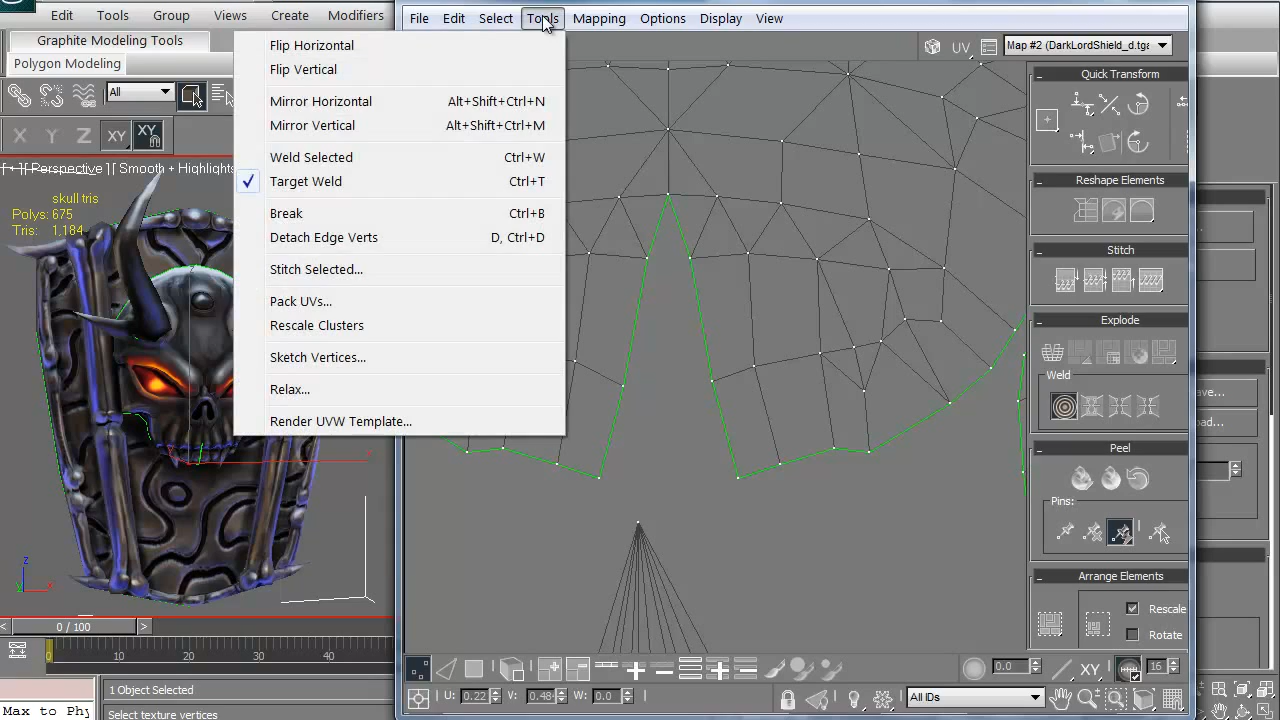 Edit Tools Group Views Create Modifiers
Graphite Modeling Tools
Polygon Modeling
All
X Y Z XY XY
[ + ][ Perspective ][ Smooth + Highlights
skull tris
Polys: 675
Tris: 1,184
z
x
z
y x
0 / 100
0 10 20 30 40
1 Object Selected
Max to Phy
Select texture vertices
File Edit Select Tools Mapping Options Display View
Flip Horizontal
Flip Vertical
Mirror Horizontal Alt+Shift+Ctrl+N
Mirror Vertical Alt+Shift+Ctrl+M
Weld Selected Ctrl+W
Target Weld Ctrl+T
Break Ctrl+B
Detach Edge Verts D, Ctrl+D
Stitch Selected...
Pack UVs...
Rescale Clusters
Sketch Vertices...
Relax...
Render UVW Template...
UV Map #2 (DarkLordShield_d.tga
Quick Transform
Reshape Elements
Stitch
Explode
Weld
Peel
Pins:
Arrange Elements
Rescale
Rotate
0.0 XY 16
U: 0.22 V: 0.48 W: 0.0 All IDs
ave...
oad...